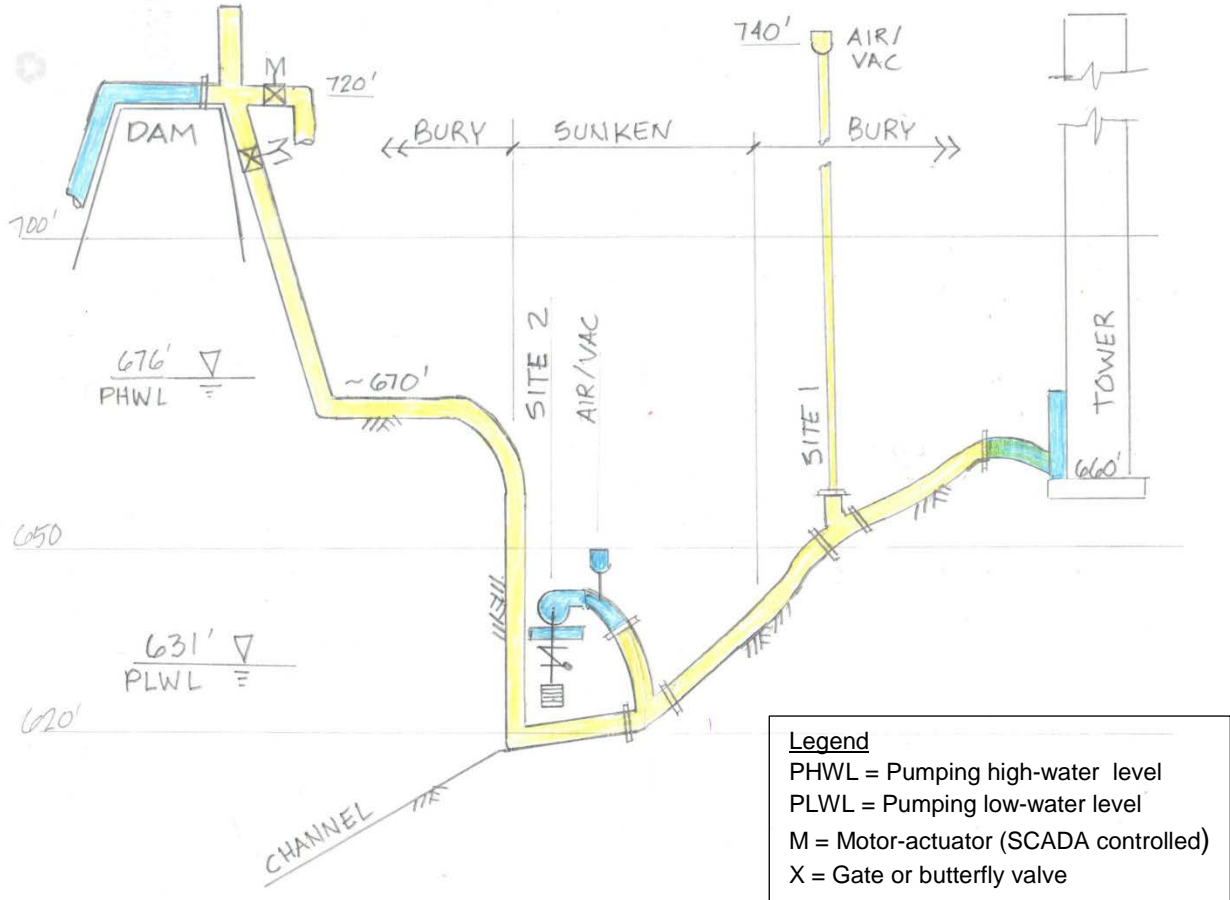 740'
AIR/
VAC
M
720'
DAM
BURY
SUNKEN
BURY
M
700'
SITE 2
AIR/VAC
TOWER
676'
PHWL
~670'
SITE 1
660'
650
631'
PLWL
620'
CHANNEL
Legend
PHWL = Pumping high-water level
PLWL = Pumping low-water level
M = Motor-actuator (SCADA controlled)
X = Gate or butterfly valve